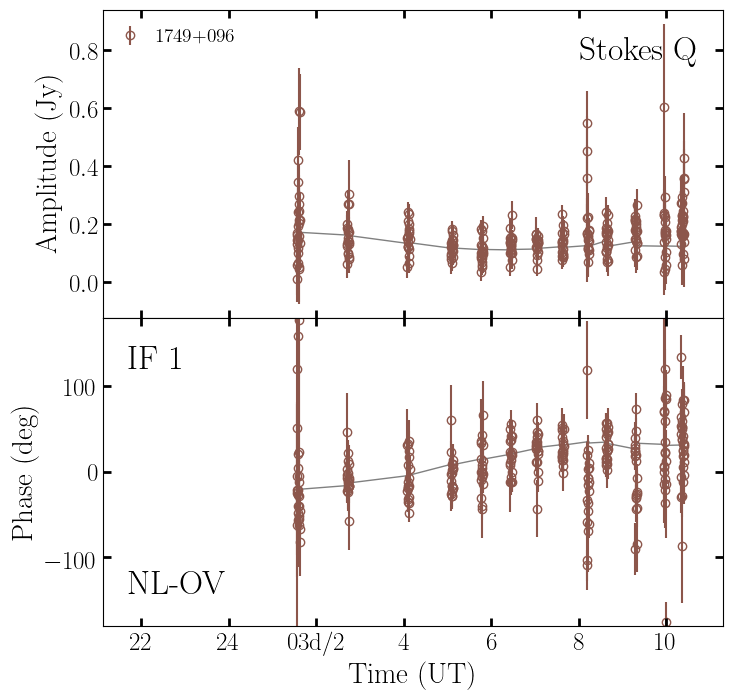 1749+096
Stokes Q
Amplitude (Jy)
0.8
0.6
0.4
0.2
0.0
IF 1
NL-OV
Phase (deg)
100
0
−100
22 24 03d/2 4 6 8 10
Time (UT)